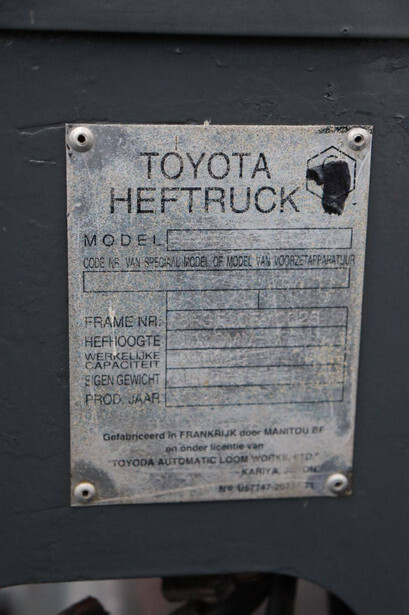 TOYOTA
HEFTRUCK
MODEL
CODE NR. VAN SPECIAAL MODEL OF MODEL VAN VOORZETAPPARATUUR
FRAME NR.
HEFHOOGTE
WERKELIJKE
CAPACITEIT
EIGEN GEWICHT
PROD. JAAR
Gefabriceerd in FRANKRIJK door MANITOU BF
en onder licentie van
"TOYODA AUTOMATIC LOOM WORKS, LTD."
KARIYA,